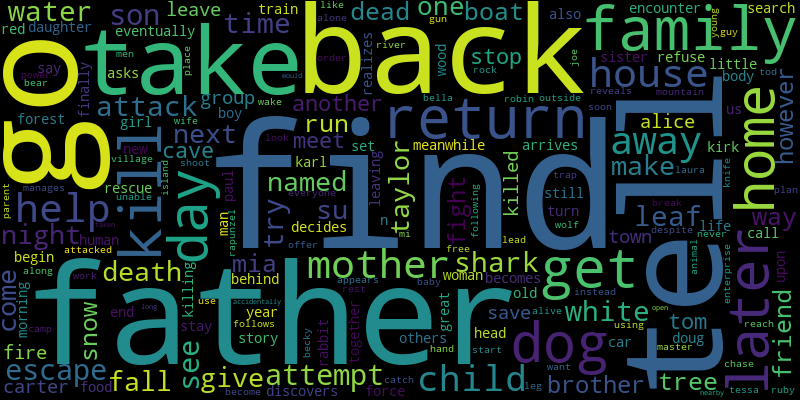 water
son
leave
train
like
one
boat
also
encounter
search
however
red
daughter
time
dead
alone
gun
young
guy
say
eventually
men
place
asks
finally
bear
power
take
back
family
go
realizes
river
order
wood
stop
rock
joe
sister
refuse
would
little
house
body
tod
attack
group
another
forest
girl
boy
wife
run
return
bella
robin
outside
reveals
mountain
us
soon
wake
look
next
meet
meanwhile
arrives
alice
kirk
new
village
cave
shoot
set
away
laura
home
kill
unable
rescue
island
karl
find
tell
make
knife
parent
manages
day
try
named
leaving
taylor
killed
trap
plan
paul
everyone
fight
following
still
turn
wolf
help
human
man
decides
su
n
leaf
life
never
way
night
attacked
rapunzel
offer
mi
lead
town
despite
call
break
begin
death
mia
mother
shark
free
get
animal
upon
later
come
along
taken
behind
appears
woman
becomes
enterprise
morning
work
killing
father
baby
old
instead
open
snow
end
long
use
year
rest
save
white
using
tom
friend
camp
see
stay
follows
rabbit
together
others
great
dog
car
doug
master
reach
fire
accidentally
story
head
chase
escape
fall
give
attempt
becky
hand
start
child
want
tree
carter
food
become
discovers
force
catch
leg
brother
nearby
tessa
ruby
alive